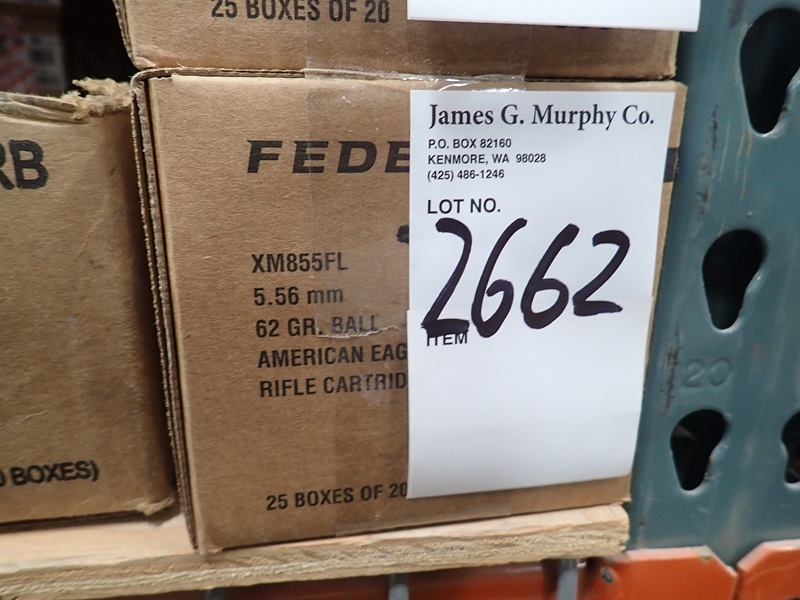 25 BOXES OF 20
RB
FEDE
XM855FL
5.56 mm
62 GR. BALL
AMERICAN EAG
RIFLE CARTRID
25 BOXES OF 20
BOXES)
James G. Murphy Co.
P.O. BOX 82160
KENMORE, WA 98028
(425) 486-1246
LOT NO.
2662
ITEM
20